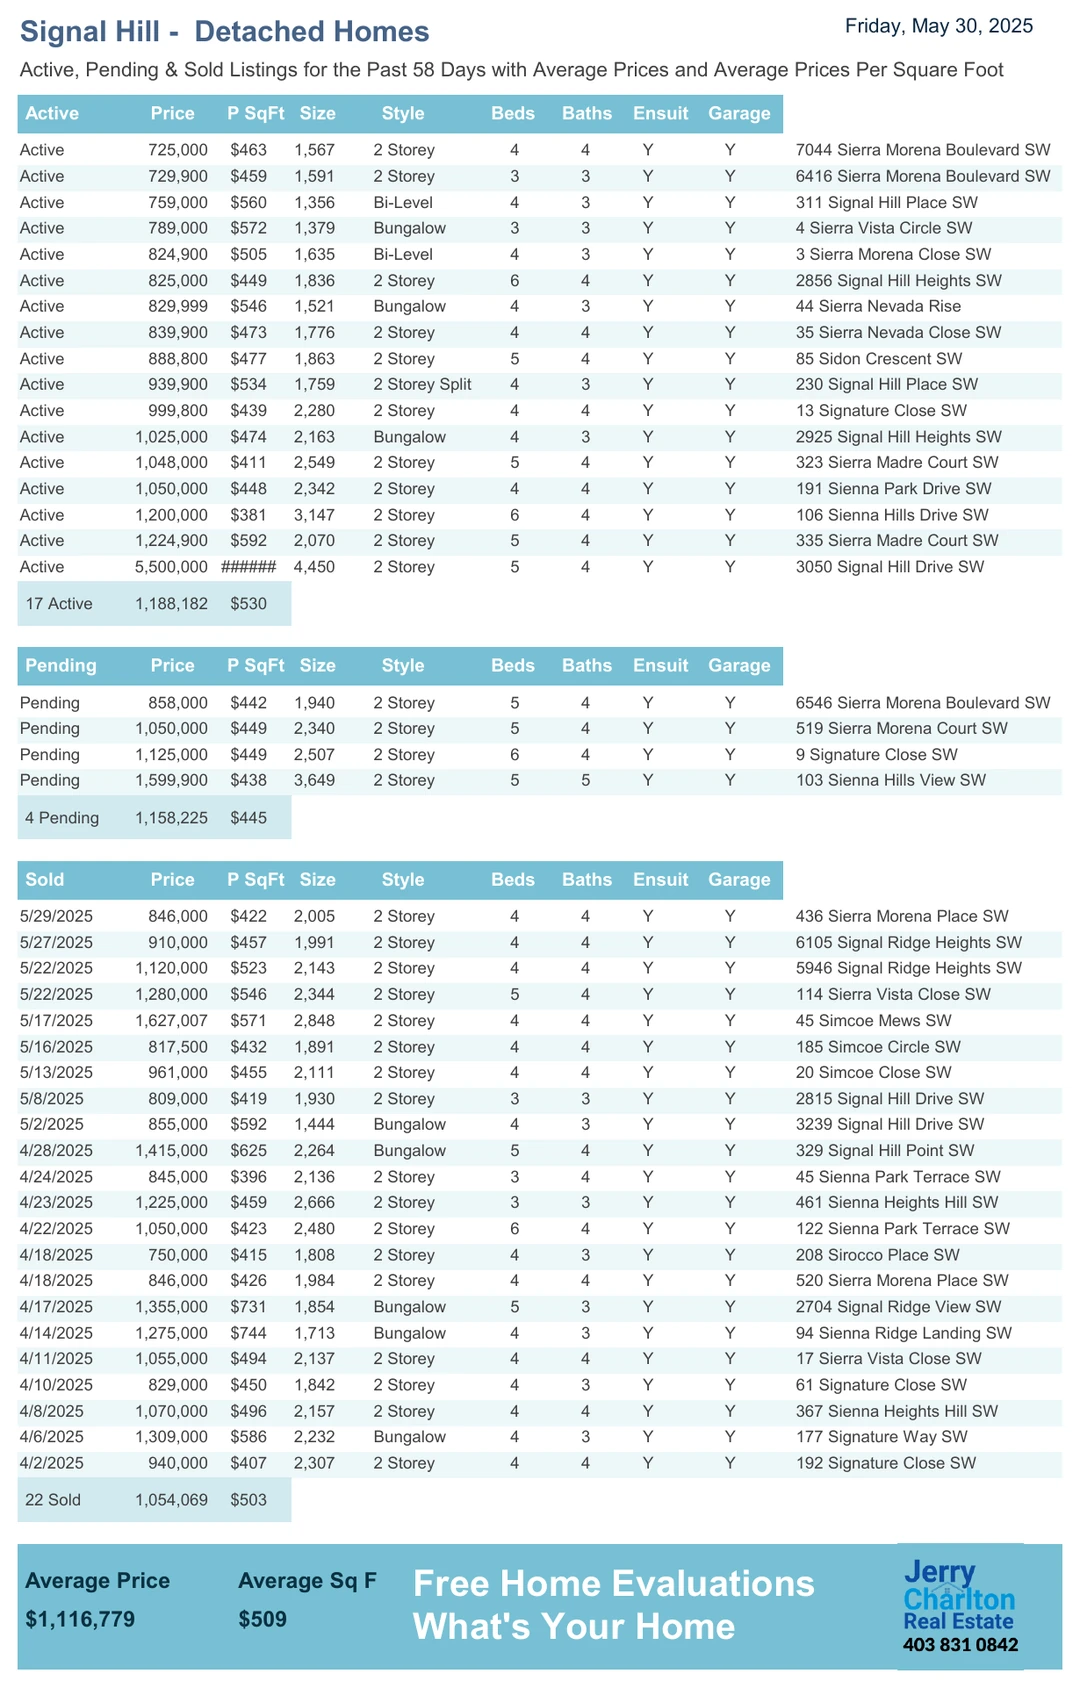 Signal Hill - Detached Homes
Friday, May 30, 2025
Active, Pending & Sold Listings for the Past 58 Days with Average Prices and Average Prices Per Square Foot
Active Price P SqFt Size Style Beds Baths Ensuit Garage
Active 725,000 $463 1,567 2 Storey 4 4 Y Y 7044 Sierra Morena Boulevard SW
Active 729,900 $459 1,591 2 Storey 3 3 Y Y 6416 Sierra Morena Boulevard SW
Active 759,000 $560 1,356 Bi-Level 4 3 Y Y 311 Signal Hill Place SW
Active 789,000 $572 1,379 Bungalow 3 3 Y Y 4 Sierra Vista Circle SW
Active 824,900 $505 1,635 Bi-Level 4 3 Y Y 3 Sierra Morena Close SW
Active 825,000 $449 1,836 2 Storey 6 4 Y Y 2856 Signal Hill Heights SW
Active 829,999 $546 1,521 Bungalow 4 3 Y Y 44 Sierra Nevada Rise
Active 839,900 $473 1,776 2 Storey 4 4 Y Y 35 Sierra Nevada Close SW
Active 888,800 $477 1,863 2 Storey 5 4 Y Y 85 Sidon Crescent SW
Active 939,900 $534 1,759 2 Storey Split 4 3 Y Y 230 Signal Hill Place SW
Active 999,800 $439 2,280 2 Storey 4 4 Y Y 13 Signature Close SW
Active 1,025,000 $474 2,163 Bungalow 4 3 Y Y 2925 Signal Hill Heights SW
Active 1,048,000 $411 2,549 2 Storey 5 4 Y Y 323 Sierra Madre Court SW
Active 1,050,000 $448 2,342 2 Storey 4 4 Y Y 191 Sienna Park Drive SW
Active 1,200,000 $381 3,147 2 Storey 6 4 Y Y 106 Sienna Hills Drive SW
Active 1,224,900 $592 2,070 2 Storey 5 4 Y Y 335 Sierra Madre Court SW
Active 5,500,000 ###### 4,450 2 Storey 5 4 Y Y 3050 Signal Hill Drive SW
17 Active 1,188,182 $530
Pending Price P SqFt Size Style Beds Baths Ensuit Garage
Pending 858,000 $442 1,940 2 Storey 5 4 Y Y 6546 Sierra Morena Boulevard SW
Pending 1,050,000 $449 2,340 2 Storey 5 4 Y Y 519 Sierra Morena Court SW
Pending 1,125,000 $449 2,507 2 Storey 6 4 Y Y 9 Signature Close SW
Pending 1,599,900 $438 3,649 2 Storey 5 5 Y Y 103 Sienna Hills View SW
4 Pending 1,158,225 $445
Sold Price P SqFt Size Style Beds Baths Ensuit Garage
5/29/2025 846,000 $422 2,005 2 Storey 4 4 Y Y 436 Sierra Morena Place SW
5/27/2025 910,000 $457 1,991 2 Storey 4 4 Y Y 6105 Signal Ridge Heights SW
5/22/2025 1,120,000 $523 2,143 2 Storey 4 4 Y Y 5946 Signal Ridge Heights SW
5/22/2025 1,280,000 $546 2,344 2 Storey 5 4 Y Y 114 Sierra Vista Close SW
5/17/2025 1,627,007 $571 2,848 2 Storey 4 4 Y Y 45 Simcoe Mews SW
5/16/2025 817,500 $432 1,891 2 Storey 4 4 Y Y 185 Simcoe Circle SW
5/13/2025 961,000 $455 2,111 2 Storey 4 4 Y Y 20 Simcoe Close SW
5/8/2025 809,000 $419 1,930 2 Storey 3 3 Y Y 2815 Signal Hill Drive SW
5/2/2025 855,000 $592 1,444 Bungalow 4 3 Y Y 3239 Signal Hill Drive SW
4/28/2025 1,415,000 $625 2,264 Bungalow 5 4 Y Y 329 Signal Hill Point SW
4/24/2025 845,000 $396 2,136 2 Storey 3 4 Y Y 45 Sienna Park Terrace SW
4/23/2025 1,225,000 $459 2,666 2 Storey 3 3 Y Y 461 Sienna Heights Hill SW
4/22/2025 1,050,000 $423 2,480 2 Storey 6 4 Y Y 122 Sienna Park Terrace SW
4/18/2025 750,000 $415 1,808 2 Storey 4 3 Y Y 208 Sirocco Place SW
4/18/2025 846,000 $426 1,984 2 Storey 4 4 Y Y 520 Sierra Morena Place SW
4/17/2025 1,355,000 $731 1,854 Bungalow 5 3 Y Y 2704 Signal Ridge View SW
4/14/2025 1,275,000 $744 1,713 Bungalow 4 3 Y Y 94 Sienna Ridge Landing SW
4/11/2025 1,055,000 $494 2,137 2 Storey 4 4 Y Y 17 Sierra Vista Close SW
4/10/2025 829,000 $450 1,842 2 Storey 4 3 Y Y 61 Signature Close SW
4/8/2025 1,070,000 $496 2,157 2 Storey 4 4 Y Y 367 Sienna Heights Hill SW
4/6/2025 1,309,000 $586 2,232 Bungalow 4 3 Y Y 177 Signature Way SW
4/2/2025 940,000 $407 2,307 2 Storey 4 4 Y Y 192 Signature Close SW
22 Sold 1,054,069 $503
Average Price Average Sq F
$1,116,779 $509
Free Home Evaluations
What's Your Home
Jerry
Charlton
Real Estate
403 831 0842